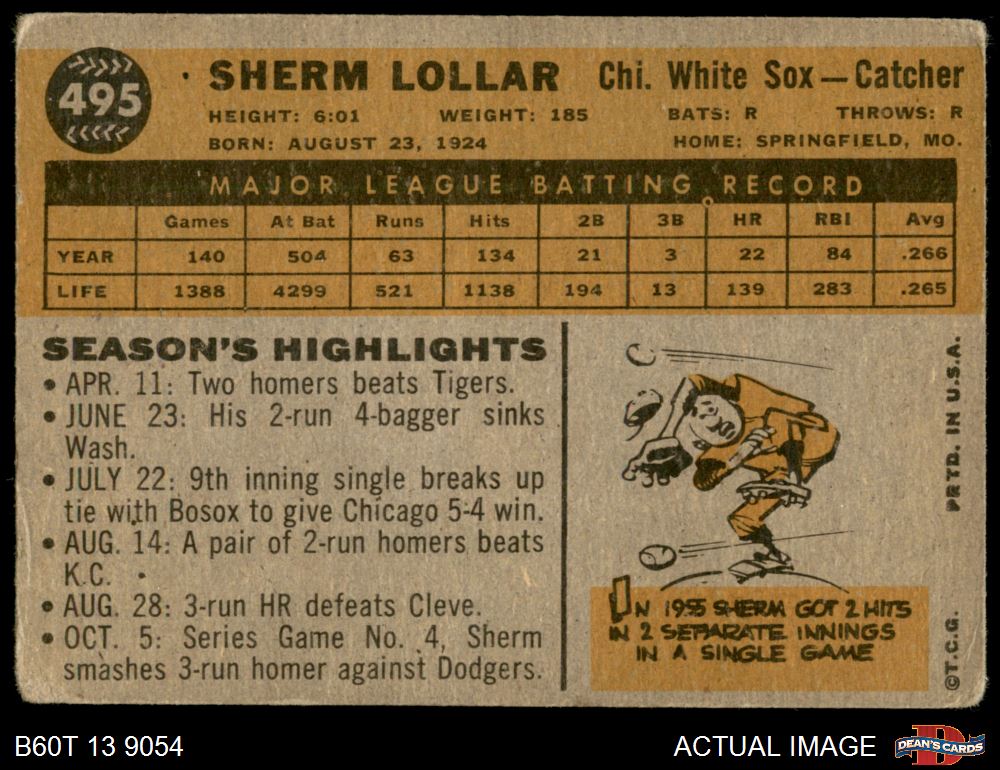 495
SHERM LOLLAR Chi. White Sox — Catcher
HEIGHT: 6:01 WEIGHT: 185 BATS: R THROWS: R
BORN: AUGUST 23, 1924 HOME: SPRINGFIELD, MO.
MAJOR LEAGUE BATTING RECORD
Games At Bat Runs Hits 2B 3B HR RBI Avg
YEAR 140 504 63 134 21 3 22 84 .266
LIFE 1388 4299 521 1138 194 13 139 283 .265
SEASON'S HIGHLIGHTS
• APR. 11: Two homers beats Tigers.
• JUNE 23: His 2-run 4-bagger sinks
Wash.
• JULY 22: 9th inning single breaks up
tie with Bosox to give Chicago 5-4 win.
• AUG. 14: A pair of 2-run homers beats
K.C.
• AUG. 28: 3-run HR defeats Cleve.
• OCT. 5: Series Game No. 4, Sherm
smashes 3-run homer against Dodgers.
IN 1955 SHERM GOT 2 HITS
IN 2 SEPARATE INNINGS
IN A SINGLE GAME
©T.C.G. PRTD. IN U.S.A.
B60T 13 9054 ACTUAL IMAGE D DEAN'S CARDS